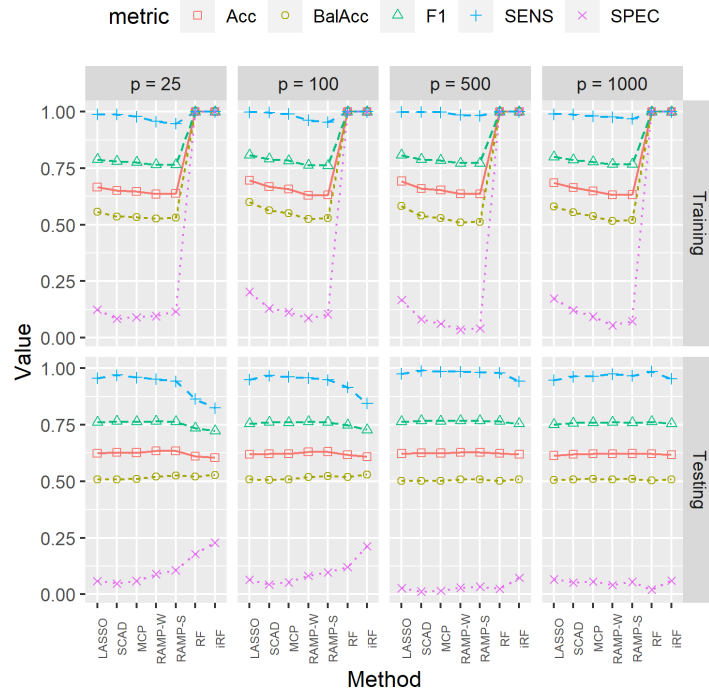 metric Acc BalAcc F1 SENS SPEC
p = 25 p = 100 p = 500 p = 1000
1.00
0.75
0.50
0.25
0.00
Training
1.00
0.75
0.50
0.25
0.00
Testing
Value
LASSO SCAD MCP RAMP-W RAMP-S RF iRF LASSO SCAD MCP RAMP-W RAMP-S RF iRF LASSO SCAD MCP RAMP-W RAMP-S RF iRF LASSO SCAD MCP RAMP-W RAMP-S RF iRF
Method